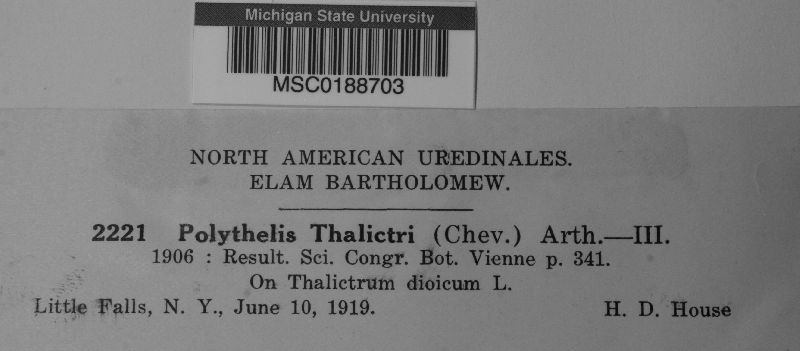 Michigan State University
MSC0188703
NORTH AMERICAN UREDINALES.
ELAM BARTHOLOMEW.
2221 Polythelis Thalictri (Chev.) Arth.—III.
1906 : Result. Sci. Congr. Bot. Vienne p. 341.
On Thalictrum dioicum L.
Little Falls, N. Y., June 10, 1919. H. D. House